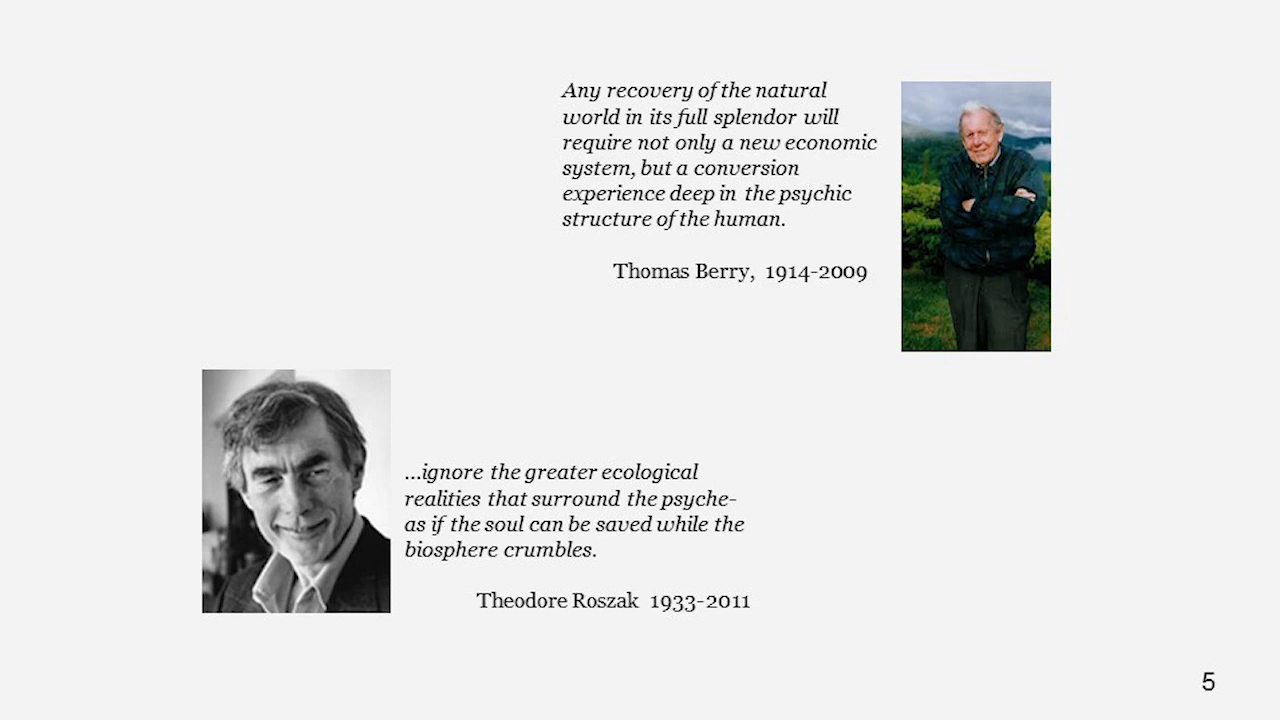 Any recovery of the natural
world in its full splendor will
require not only a new economic
system, but a conversion
experience deep in the psychic
structure of the human.
Thomas Berry, 1914-2009
...ignore the greater ecological
realities that surround the psyche-
as if the soul can be saved while the
biosphere crumbles.
Theodore Roszak 1933-2011
5